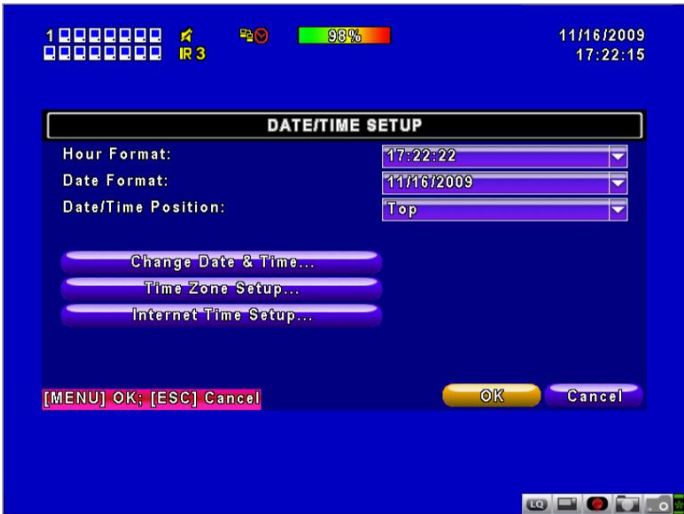 1 98% 11/16/2009
IR 3 17:22:15
DATE/TIME SETUP
Hour Format: 17:22:22
Date Format: 11/16/2009
Date/Time Position: Top
Change Date & Time...
Time Zone Setup...
Internet Time Setup...
[MENU] OK; [ESC] Cancel OK Cancel
LQ